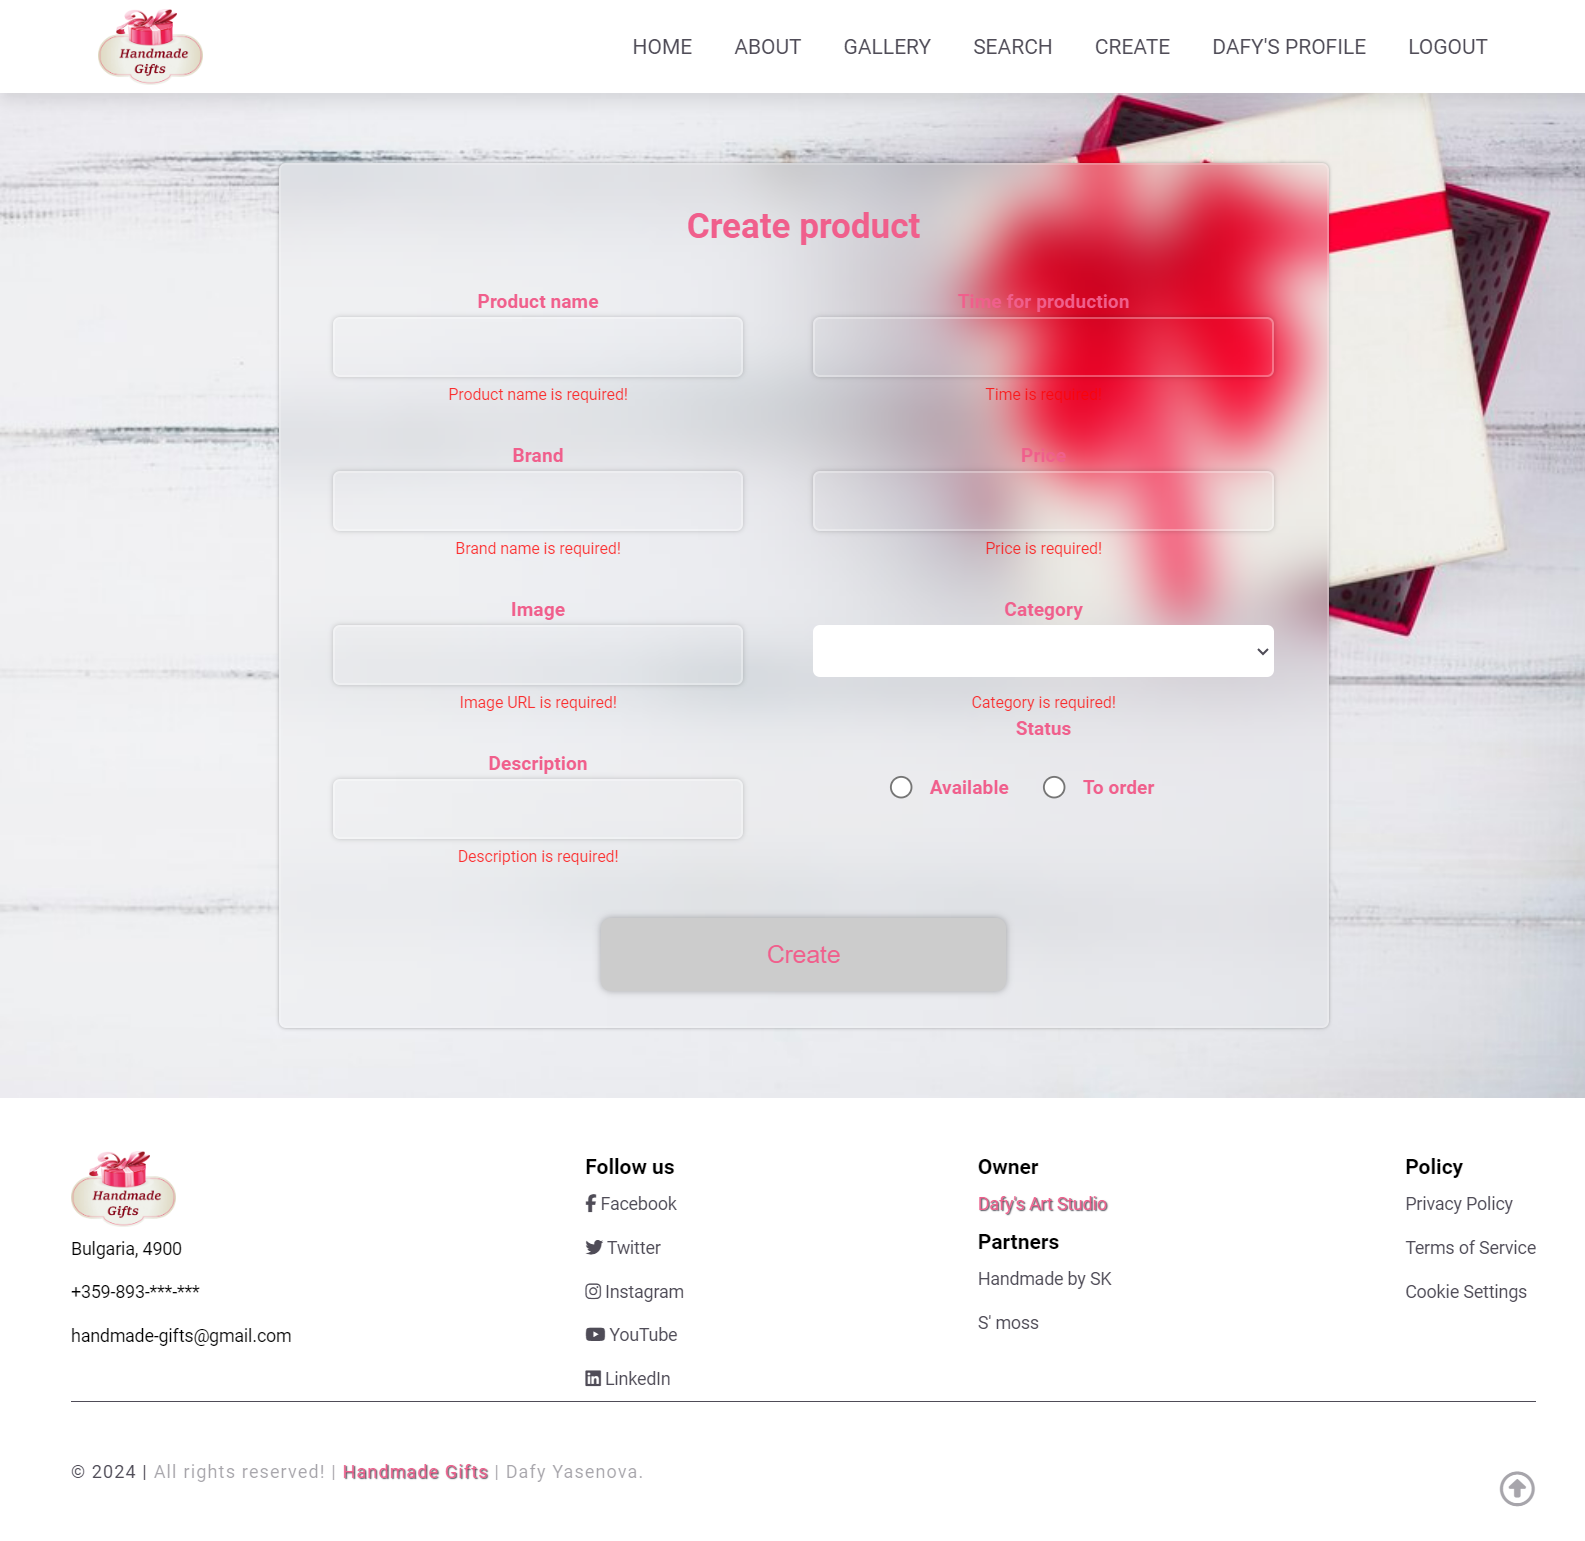 Handmade
Gifts
HOME ABOUT GALLERY SEARCH CREATE DAFY'S PROFILE LOGOUT
Create product
Product name
Product name is required!
Brand
Brand name is required!
Image
Image URL is required!
Description
Description is required!
Time for production
Time is required!
Price
Price is required!
Category
Category is required!
Status
Available To order
Create
Handmade
Gifts
Bulgaria, 4900
+359-893-***-***
handmade-gifts@gmail.com
Follow us
Facebook
Twitter
Instagram
YouTube
LinkedIn
Owner
Dafy's Art Studio
Partners
Handmade by SK
S' moss
Policy
Privacy Policy
Terms of Service
Cookie Settings
© 2024 | All rights reserved! | Handmade Gifts | Dafy Yasenova.